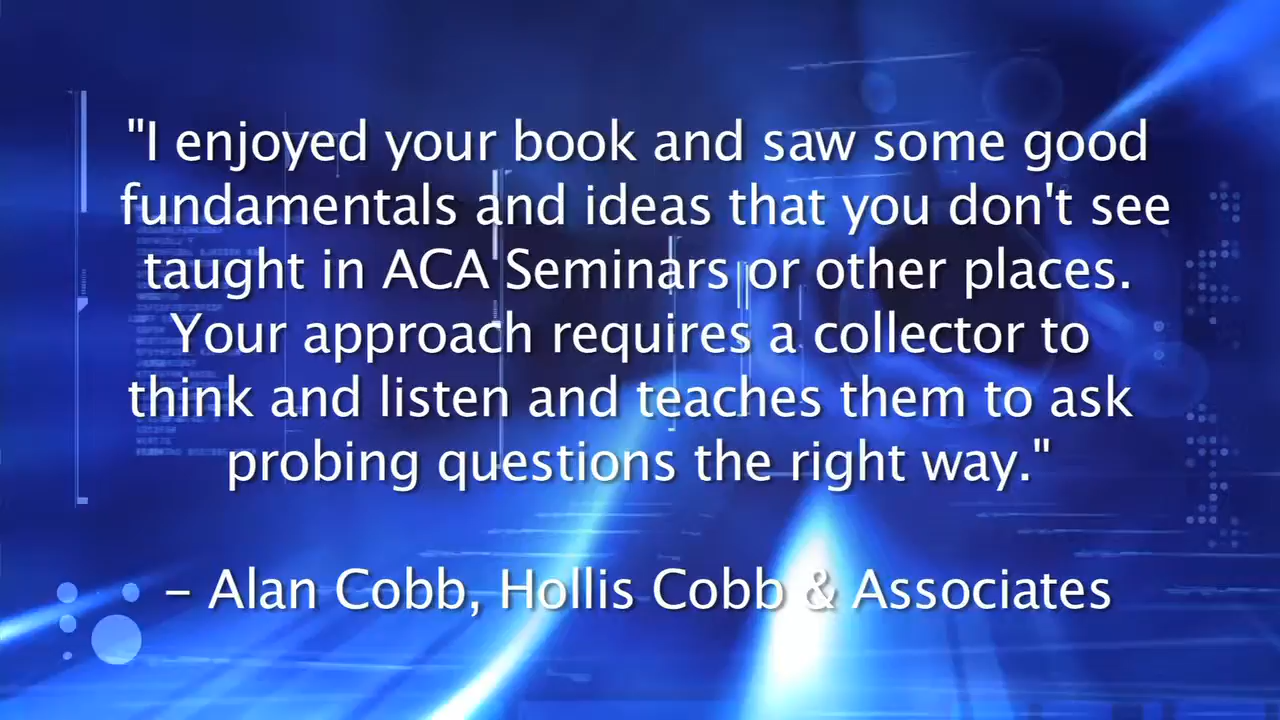 "I enjoyed your book and saw some good
fundamentals and ideas that you don't see
taught in ACA Seminars or other places.
Your approach requires a collector to
think and listen and teaches them to ask
probing questions the right way."
– Alan Cobb, Hollis Cobb & Associates